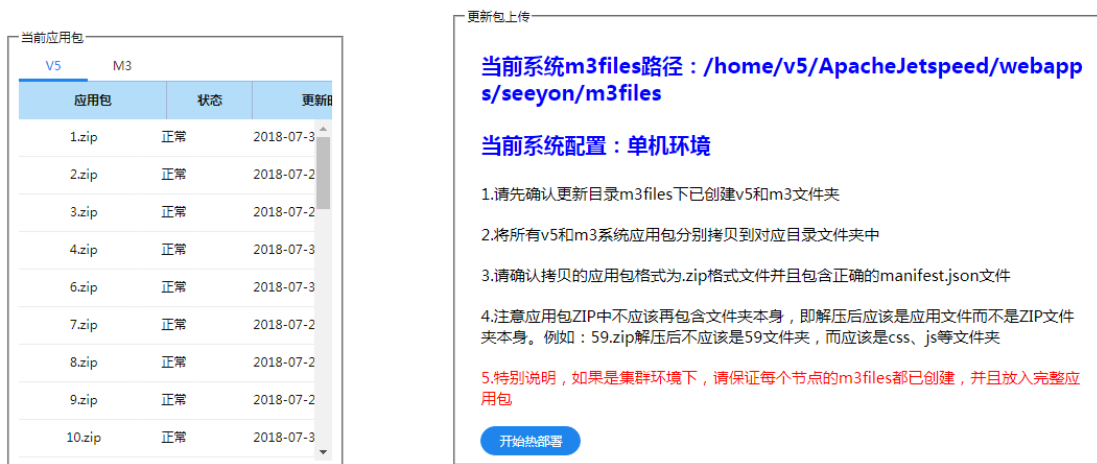 当前应用包
V5 M3
应用包 状态 更新
1.zip 正常 2018-07-3
2.zip 正常 2018-07-2
3.zip 正常 2018-07-2
4.zip 正常 2018-07-3
6.zip 正常 2018-07-3
7.zip 正常 2018-07-2
8.zip 正常 2018-07-2
9.zip 正常 2018-07-2
10.zip 正常 2018-07-3
更新包上传
当前系统m3files路径：/home/v5/ApacheJetspeed/webapp
s/seeyon/m3files
当前系统配置：单机环境
1.请先确认更新目录m3files下已创建v5和m3文件夹
2.将所有v5和m3系统应用包分别拷贝到对应目录文件夹中
3.请确认拷贝的应用包格式为.zip格式文件并且包含正确的manifest.json文件
4.注意应用包ZIP中不应该再包含文件夹本身，即解压后应该是应用文件而不是ZIP文件
夹本身。例如：59.zip解压后不应该是59文件夹，而应该是css、js等文件夹
5.特别说明，如果是集群环境下，请保证每个节点的m3files都已创建，并且放入完整应
用包
开始热部署